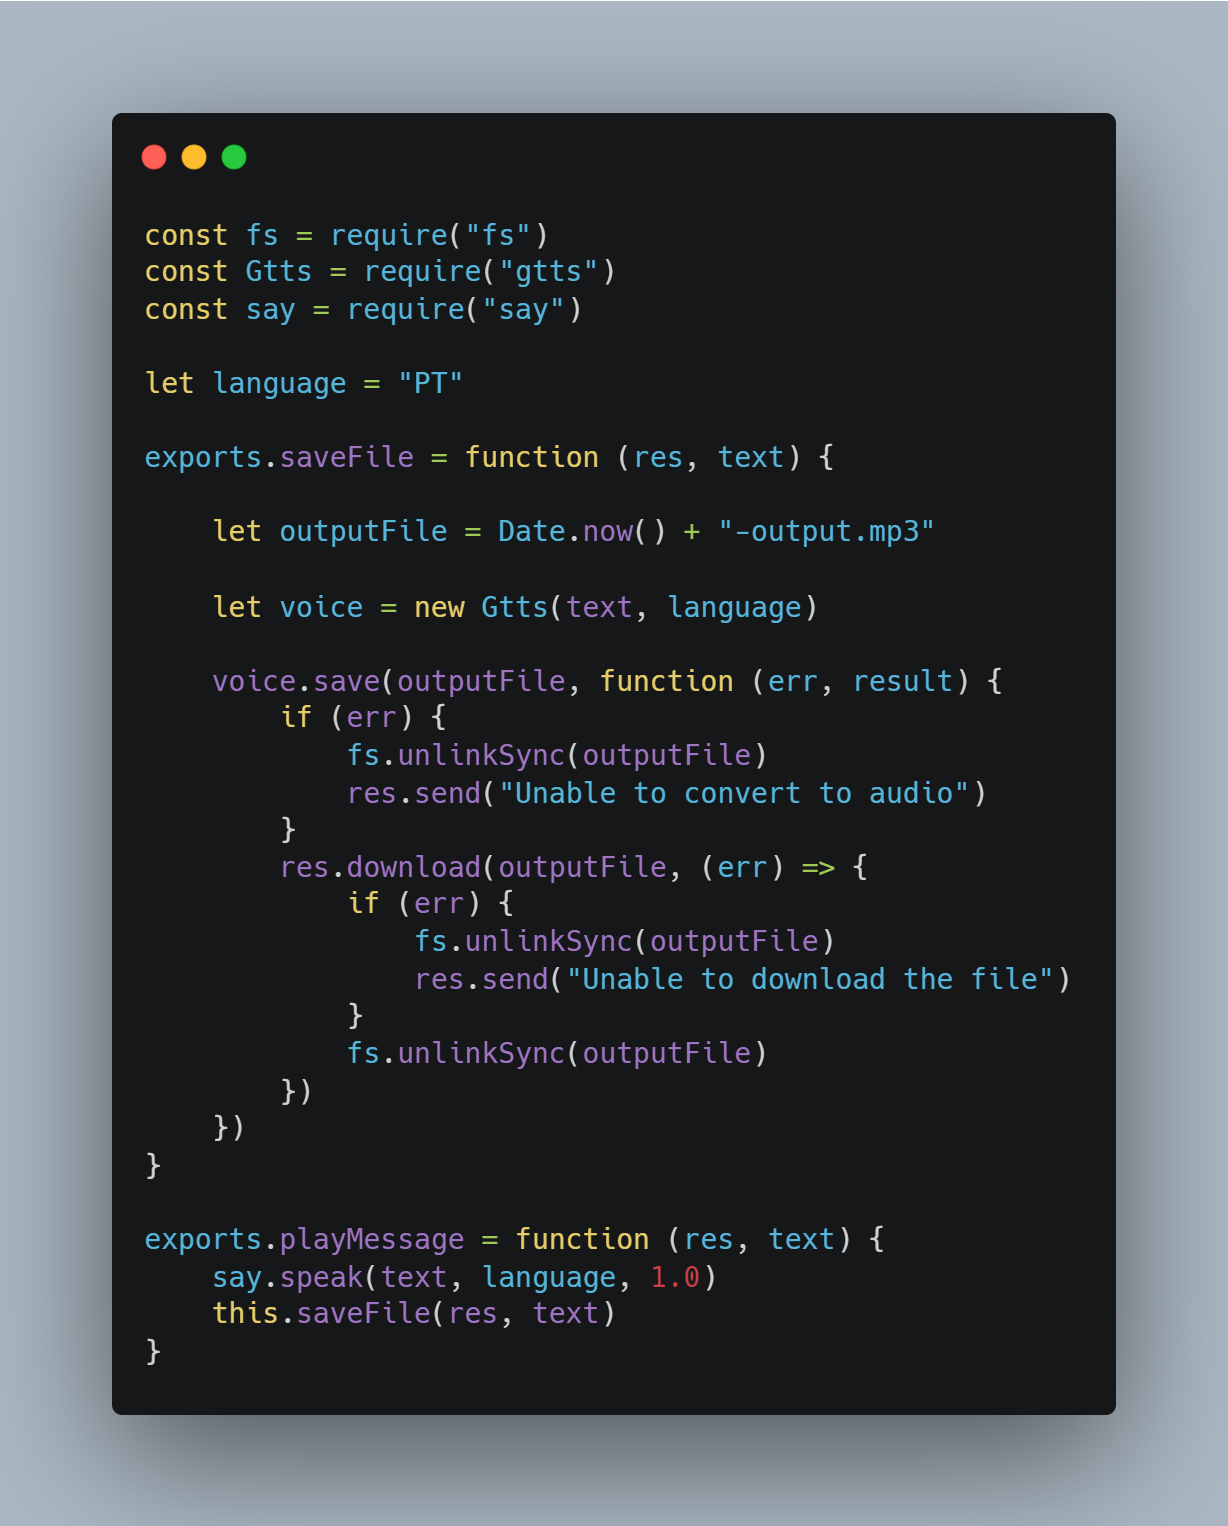 const fs = require("fs")
const Gtts = require("gtts")
const say = require("say")

let language = "PT"

exports.saveFile = function (res, text) {

    let outputFile = Date.now() + "-output.mp3"

    let voice = new Gtts(text, language)

    voice.save(outputFile, function (err, result) {
        if (err) {
            fs.unlinkSync(outputFile)
            res.send("Unable to convert to audio")
        }
        res.download(outputFile, (err) => {
            if (err) {
                fs.unlinkSync(outputFile)
                res.send("Unable to download the file")
            }
            fs.unlinkSync(outputFile)
        })
    })
}

exports.playMessage = function (res, text) {
    say.speak(text, language, 1.0)
    this.saveFile(res, text)
}